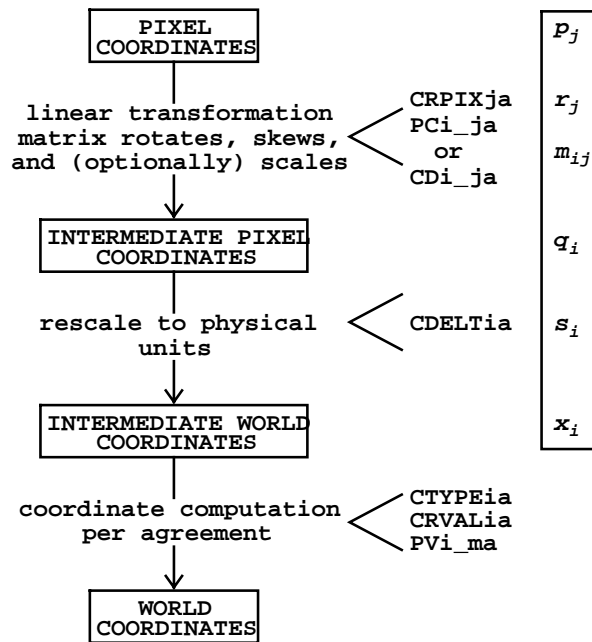 PIXEL
COORDINATES
p_j
linear transformation
matrix rotates, skews,
and (optionally) scales
CRPIXja
PCi_ja
or
CDi_ja
r_j
m_ij
INTERMEDIATE PIXEL
COORDINATES
q_i
rescale to physical
units
CDELTia
s_i
INTERMEDIATE WORLD
COORDINATES
x_i
coordinate computation
per agreement
CTYPEia
CRVALia
PVi_ma
WORLD
COORDINATES